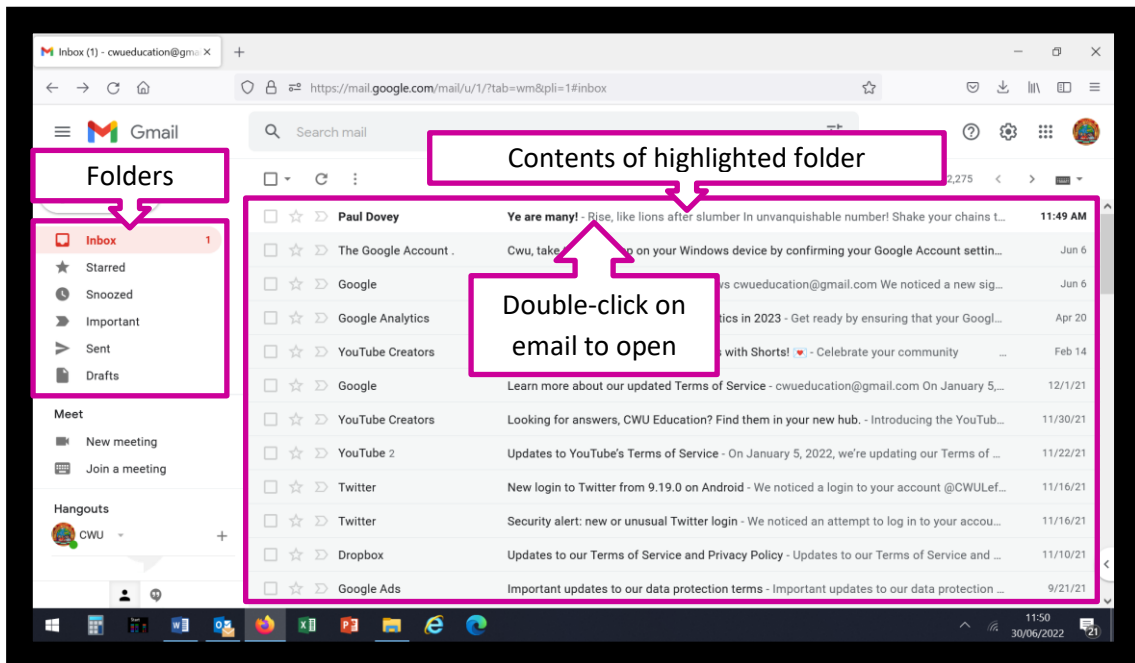 Inbox (1) - cwueducation@gma
https://mail.google.com/mail/u/1/?tab=wm&pli=1#inbox
Gmail
Search mail
Folders
Contents of highlighted folder
2,275
Paul Dovey Ye are many! - Rise, like lions after slumber In unvanquishable number! Shake your chains t... 11:49 AM
Inbox 1
The Google Account . Cwu, take on your Windows device by confirming your Google Account settin... Jun 6
Starred
Google cwueducation@gmail.com We noticed a new sig... Jun 6
Snoozed
Double-click on
email to open
Google Analytics in 2023 - Get ready by ensuring that your Googl... Apr 20
Important
YouTube Creators with Shorts! 💌 - Celebrate your community ... Feb 14
Sent
Google Learn more about our updated Terms of Service - cwueducation@gmail.com On January 5,... 12/1/21
Drafts
YouTube Creators Looking for answers, CWU Education? Find them in your new hub. - Introducing the YouTub... 11/30/21
Meet
New meeting
YouTube 2 Updates to YouTube's Terms of Service - On January 5, 2022, we're updating our Terms of ... 11/22/21
Join a meeting
Twitter New login to Twitter from 9.19.0 on Android - We noticed a login to your account @CWULef... 11/16/21
Hangouts
Twitter Security alert: new or unusual Twitter login - We noticed an attempt to log in to your accou... 11/16/21
CWU
Dropbox Updates to our Terms of Service and Privacy Policy - Updates to our Terms of Service and ... 11/10/21
Google Ads Important updates to our data protection terms - Important updates to our data protection ... 9/21/21
11:50
30/06/2022
21